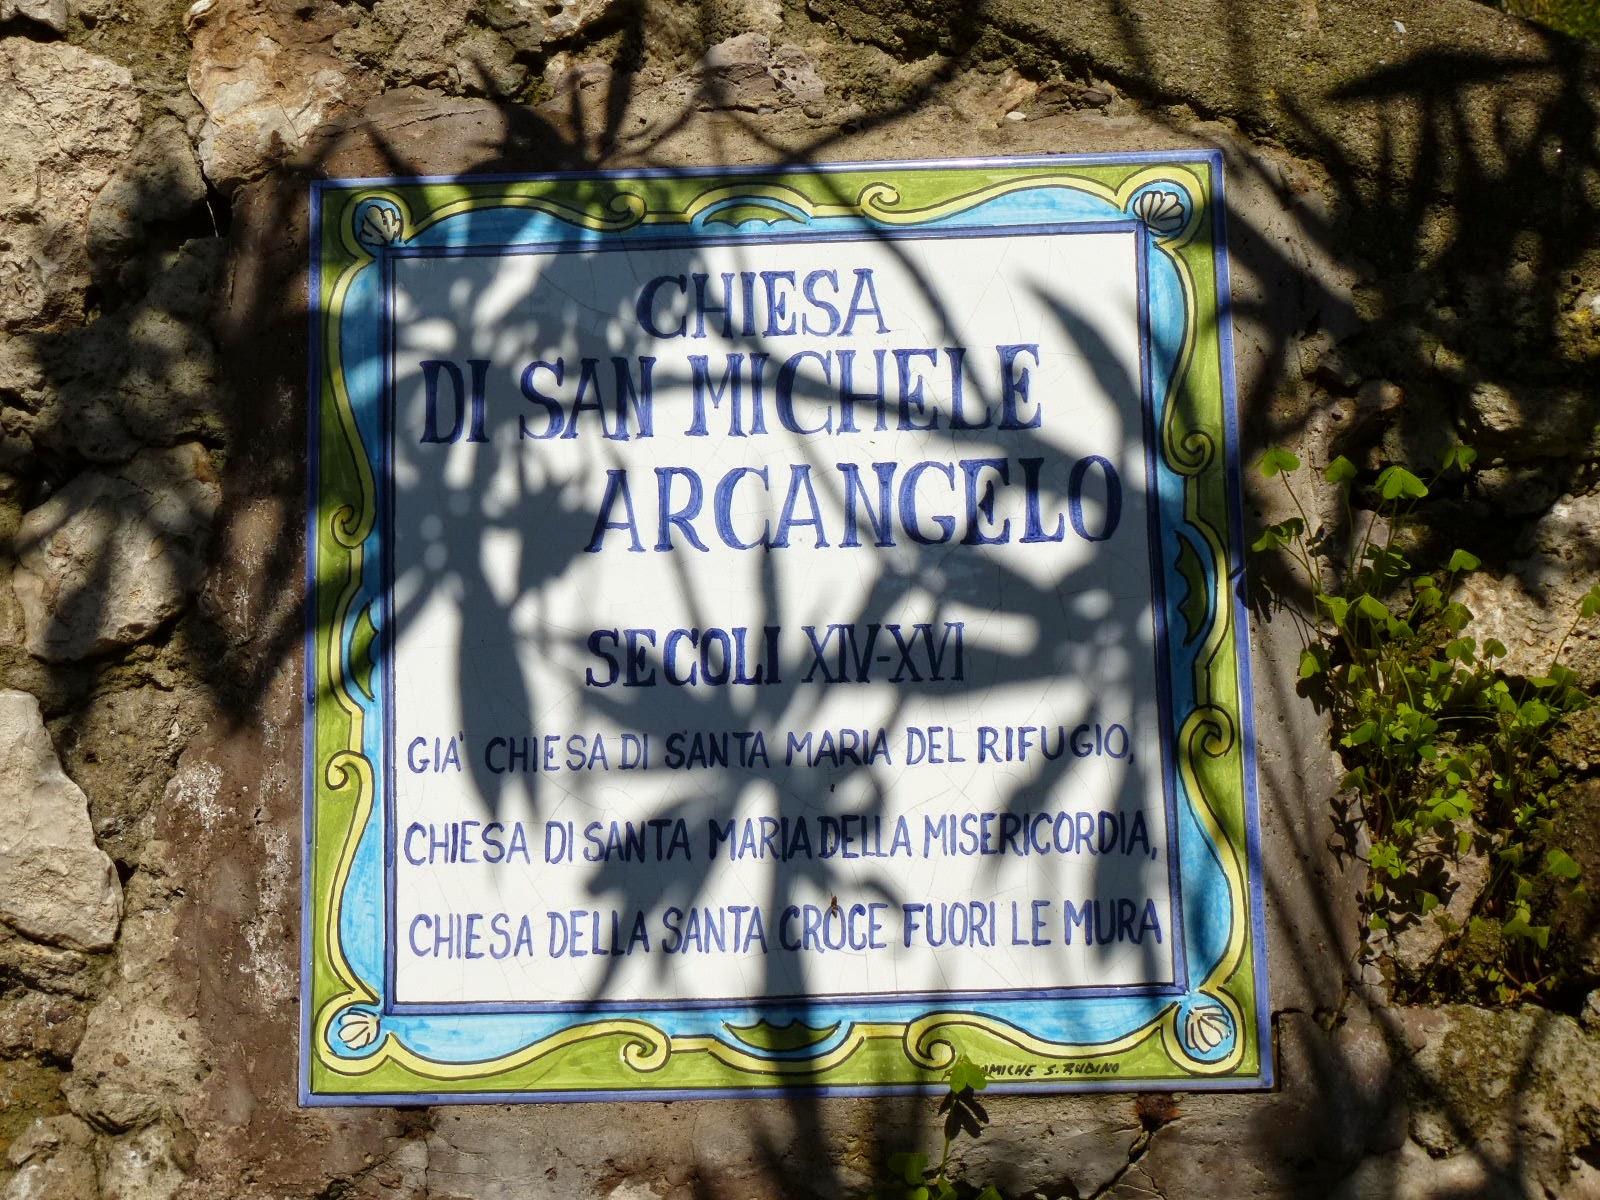 CHIESA
DI SAN MICHELE
ARCANGELO
SECOLI XIV-XVI
GIA' CHIESA DI SANTA MARIA DEL RIFUGIO,
CHIESA DI SANTA MARIA DELLA MISERICORDIA,
CHIESA DELLA SANTA CROCE FUORI LE MURA
S. RUBINO